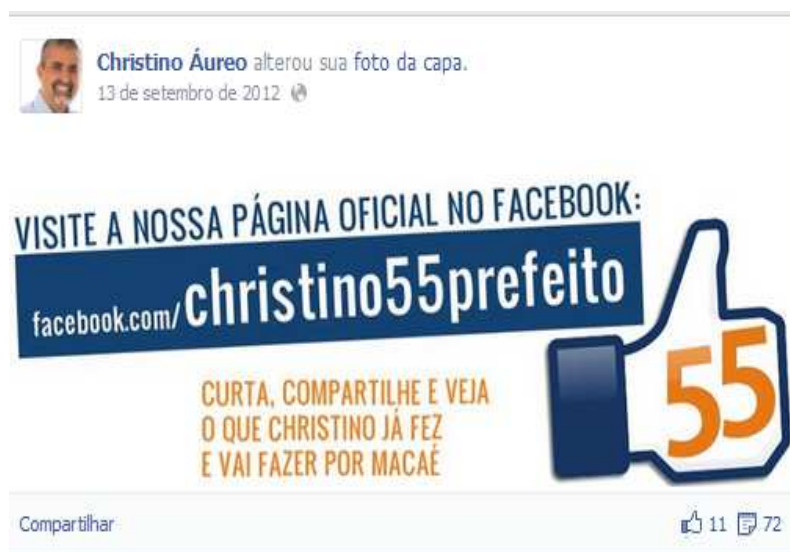 Christino Áureo alterou sua foto da capa.
13 de setembro de 2012
VISITE A NOSSA PÁGINA OFICIAL NO FACEBOOK:
facebook.com/christino55prefeito
CURTA, COMPARTILHE E VEJA
O QUE CHRISTINO JÁ FEZ
E VAI FAZER POR MACAÉ
55
Compartilhar 11 72